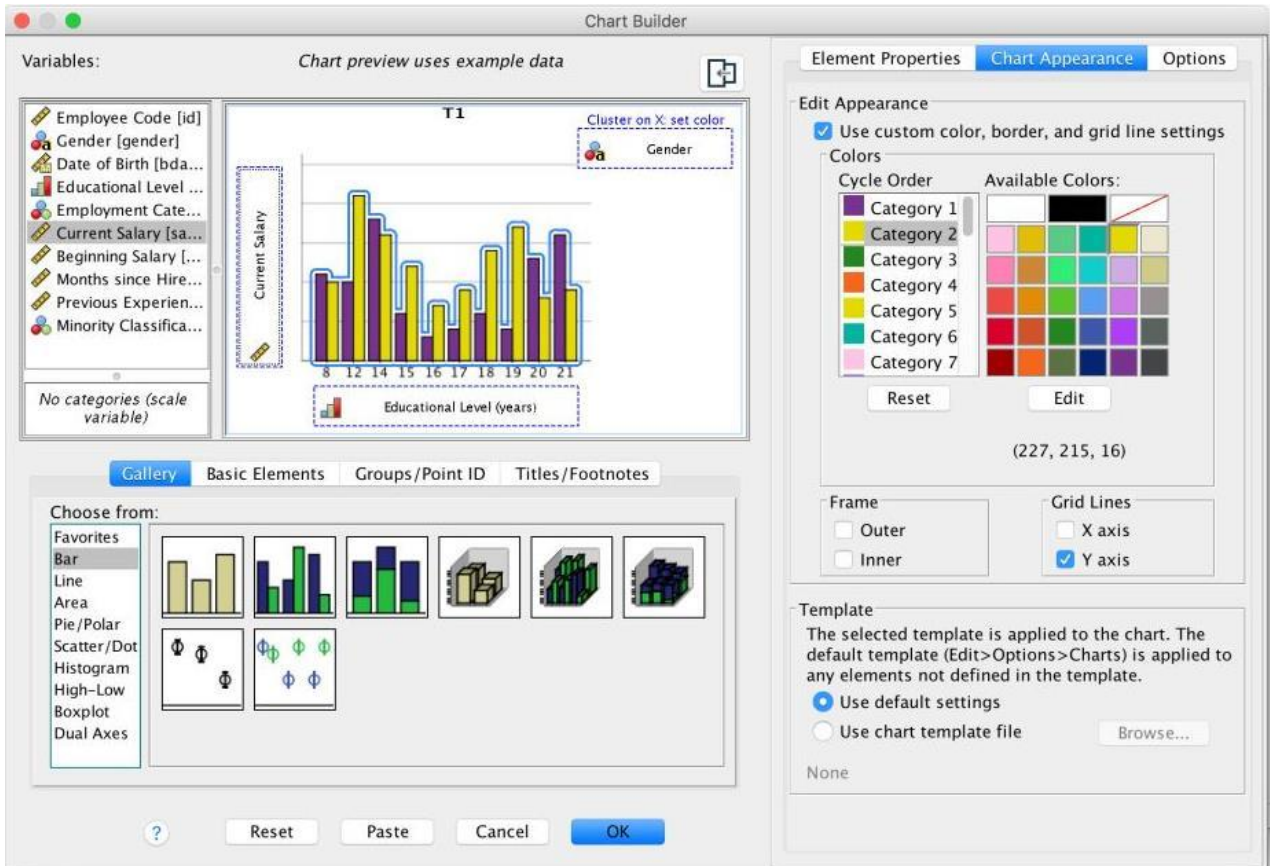 Chart Builder
Variables:
Chart preview uses example data
Employee Code [id]
Gender [gender]
Date of Birth [bda...
Educational Level ...
Employment Cate...
Current Salary [sa...
Beginning Salary [...
Months since Hire...
Previous Experien...
Minority Classifica...
No categories (scale
variable)
T1
Cluster on X: set color
Gender
Current Salary
8 12 14 15 16 17 18 19 20 21
Educational Level (years)
Gallery Basic Elements Groups/Point ID Titles/Footnotes
Choose from:
Favorites
Bar
Line
Area
Pie/Polar
Scatter/Dot
Histogram
High-Low
Boxplot
Dual Axes
? Reset Paste Cancel OK
Element Properties Chart Appearance Options
Edit Appearance
Use custom color, border, and grid line settings
Colors
Cycle Order Available Colors:
Category 1
Category 2
Category 3
Category 4
Category 5
Category 6
Category 7
Reset Edit
(227, 215, 16)
Frame
Outer
Inner
Grid Lines
X axis
Y axis
Template
The selected template is applied to the chart. The
default template (Edit>Options>Charts) is applied to
any elements not defined in the template.
Use default settings
Use chart template file Browse...
None